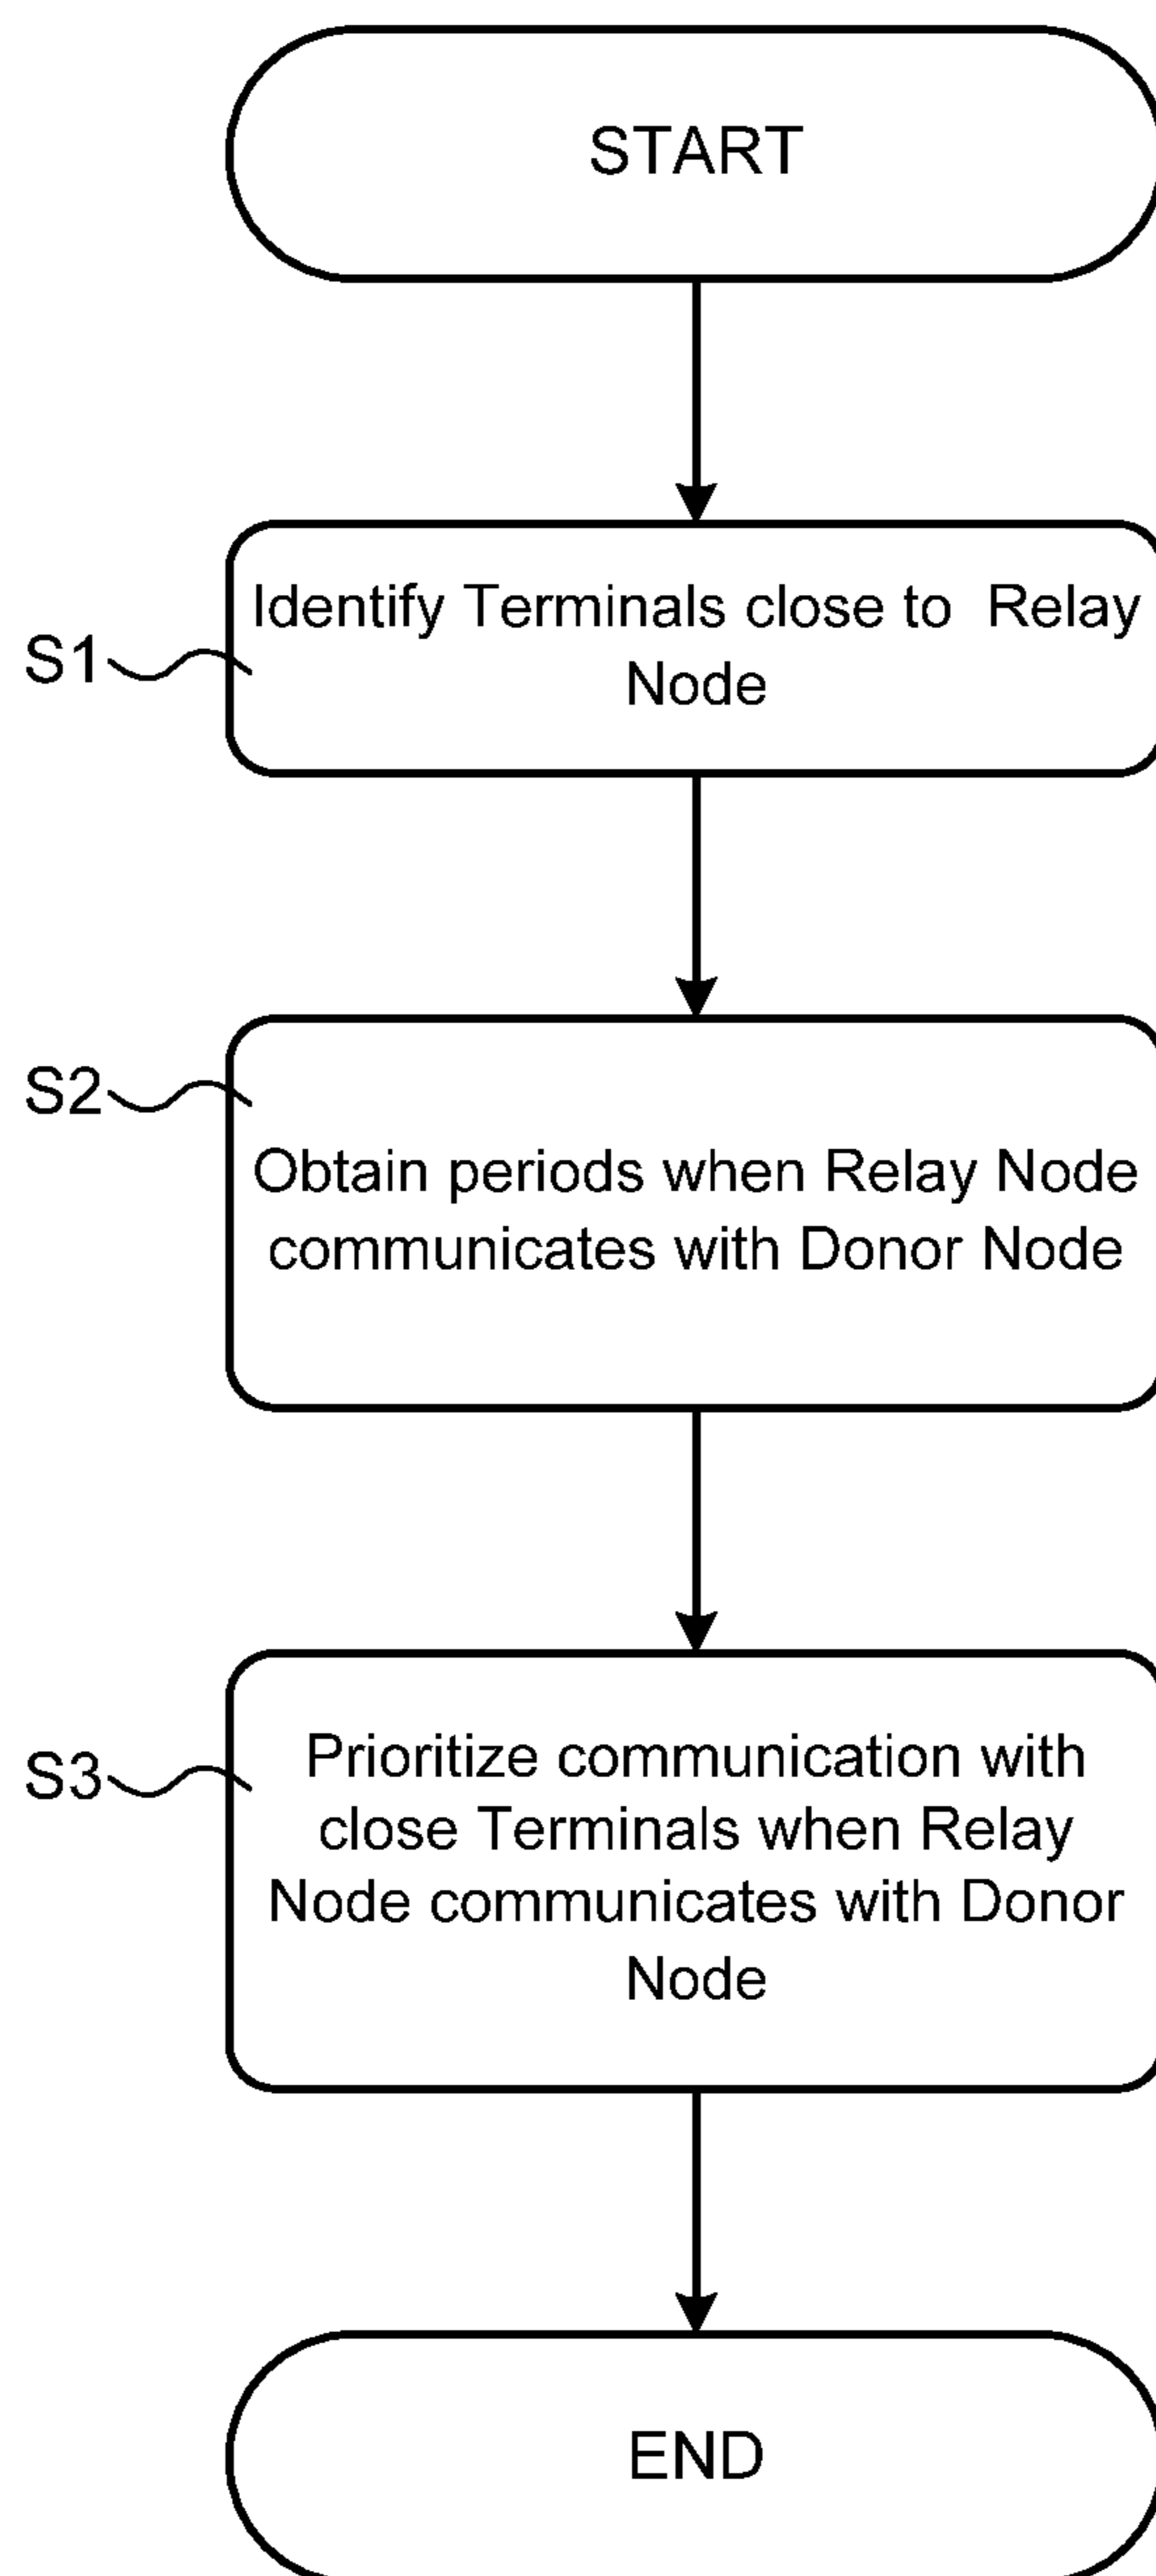 START
Identify Terminals close to Relay
Node
S1
S2
Obtain periods when Relay Node
communicates with Donor Node
S3
Prioritize communication with
close Terminals when Relay
Node communicates with Donor
Node
END